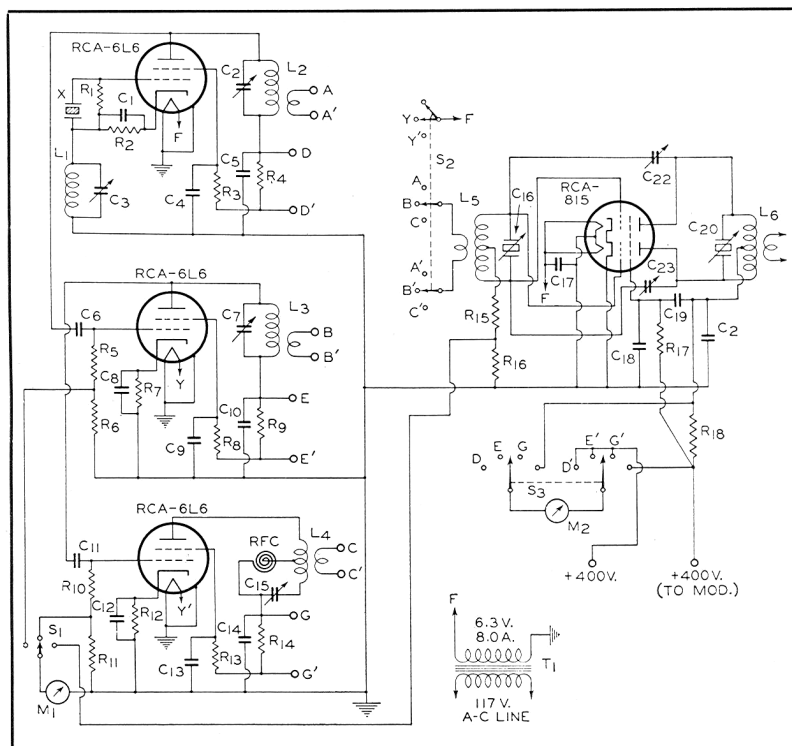 RCA-6L6
X
R1
C1
R2
F
L1
C3
C4
C5
R3
R4
C2
L2
A
A'
D
D'
RCA-6L6
C6
R5
R6
C8
R7
Y
C9
R8
C10
R9
C7
L3
B
B'
E
E'
RCA-6L6
C11
R10
R11
C12
R12
Y'
C13
R13
C14
R14
RFC
C15
L4
C
C'
G
G'
S1
M1
Y
F
Y'
S2
A
B
C
A'
B'
C'
L5
C16
RCA-
815
C22
C20
L6
C23
C17
F
C19
R15
R16
C18
R17
C2
R18
D
E
G
D'
E'
G'
S3
M2
+400V.
+400V.
(TO MOD.)
F
6.3 V.
8.0 A.
T1
117 V.
A-C LINE